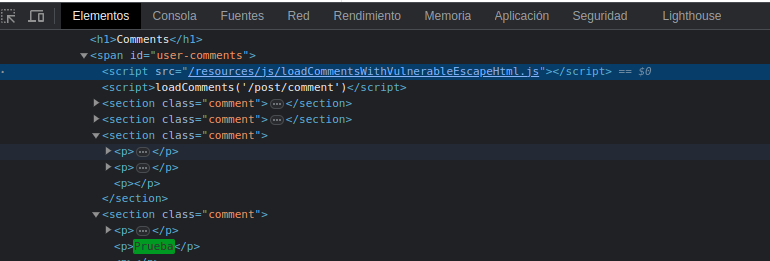 Elementos Consola Fuentes Red Rendimiento Memoria Aplicación Seguridad Lighthouse
<h1>Comments</h1>
<span id="user-comments">
<script src="/resources/js/loadCommentsWithVulnerableEscapeHtml.js"></script> == $0
<script>loadComments('/post/comment')</script>
<section class="comment">…</section>
<section class="comment">…</section>
<section class="comment">
<p>…</p>
<p>…</p>
<p></p>
</section>
<section class="comment">
<p>…</p>
<p>Prueba</p>
<p></p>